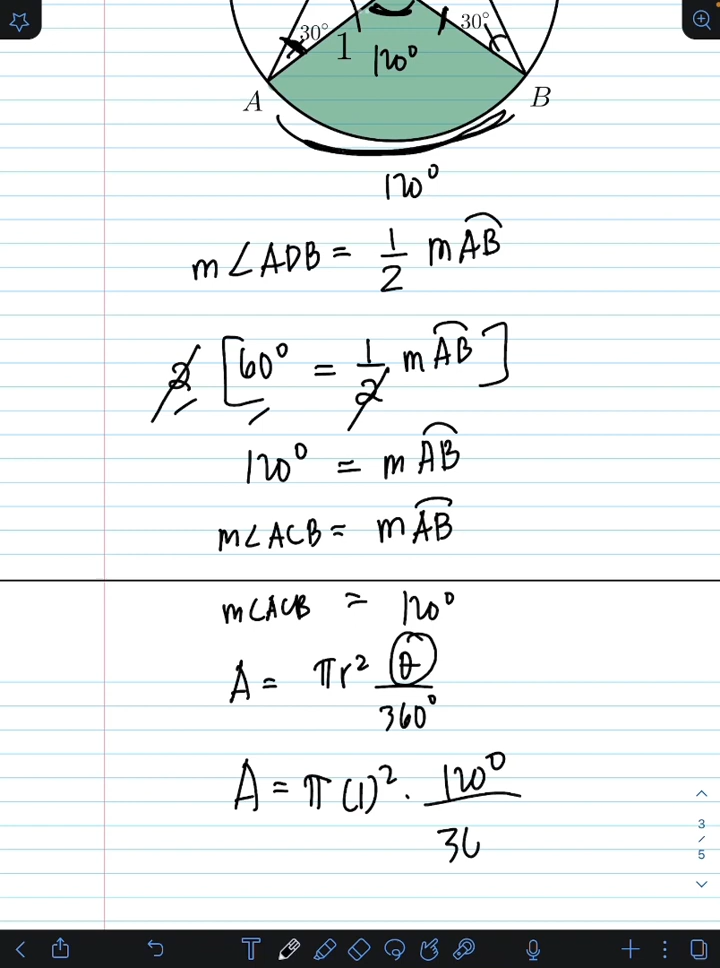 30° 1 120° 30°
A B
120°
m∠ADB = 1/2 mAB
2 [60° = 1/2 mAB]
120° = mAB
m∠ACB = mAB
m∠ACB = 120°
A = πr² θ/360°
A = π(1)² · 120°/36
3
/
5
T